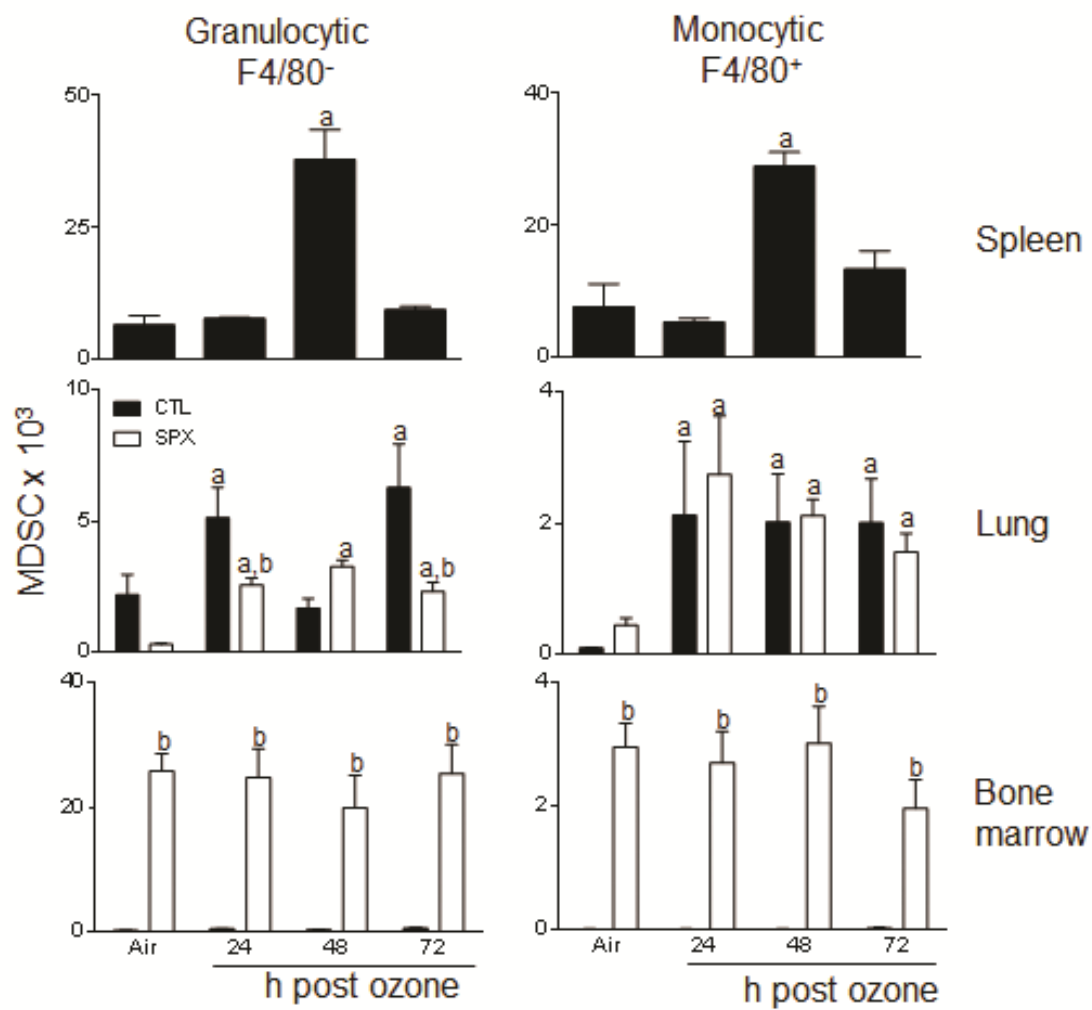 Granulocytic
F4/80⁻
Monocytic
F4/80⁺
MDSC x 10³
50
a
25
0
40
a
20
0
Spleen
10
CTL
SPX
a
a
5
a,b
a
a,b
0
4
a
a
a
a
a
a
2
0
Lung
40
b
b
b
b
20
0
4
b
b
b
b
2
0
Bone
marrow
Air
24
48
72
h post ozone
Air
24
48
72
h post ozone